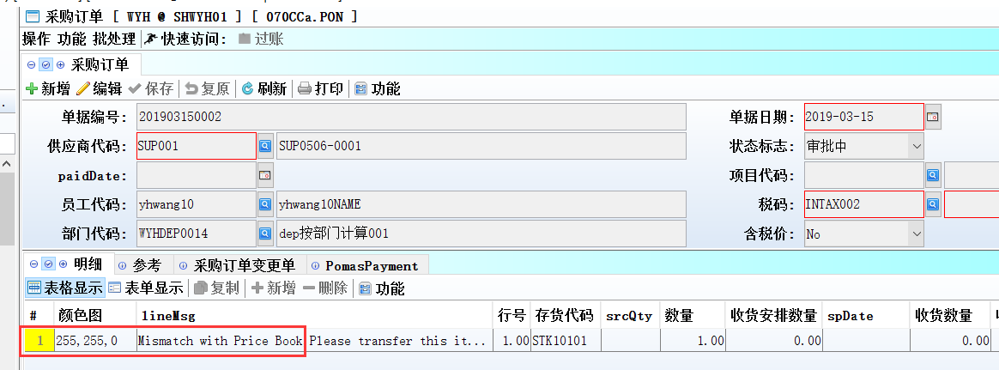 采购订单 [ WYH @ SHWYH01 ] [ 070CCa.PON ]
操作 功能 批处理 快速访问: 过账
采购订单
新增 编辑 保存 复原 刷新 打印 功能
单据编号: 201903150002 单据日期: 2019-03-15
供应商代码: SUP001 SUP0506-0001 状态标志: 审批中
paidDate: 项目代码:
员工代码: yhwang10 yhwang10NAME 税码: INTAX002
部门代码: WYHDEP0014 dep按部门计算001 含税价: No
明细 参考 采购订单变更单 PomasPayment
表格显示 表单显示 复制 新增 删除 功能
# 颜色图 lineMsg 行号 存货代码 srcQty 数量 收货安排数量 spDate 收货数量
1 255,255,0 Mismatch with Price Book Please transfer this it... 1.00 STK10101 1.00 0.00 0.00